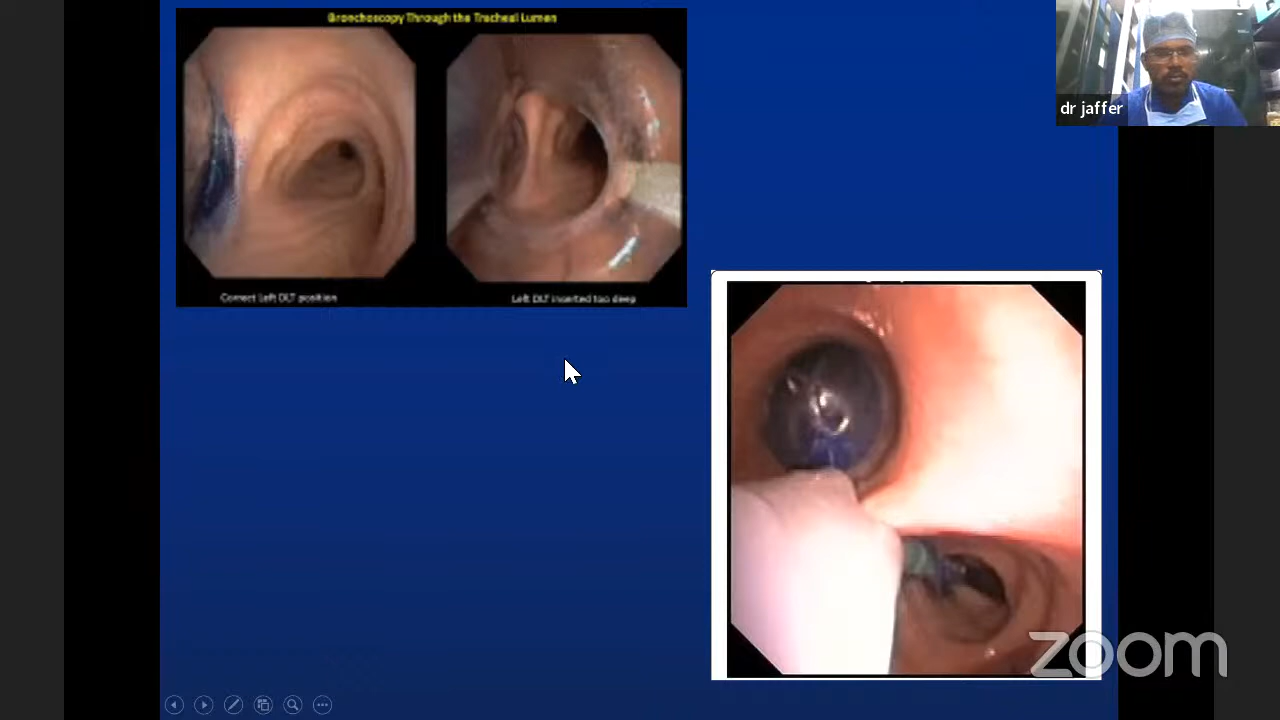 Bronchoscopy Through the Tracheal Lumen
dr jaffer
Correct Left DLT position
Left DLT inserted too deep
zoom